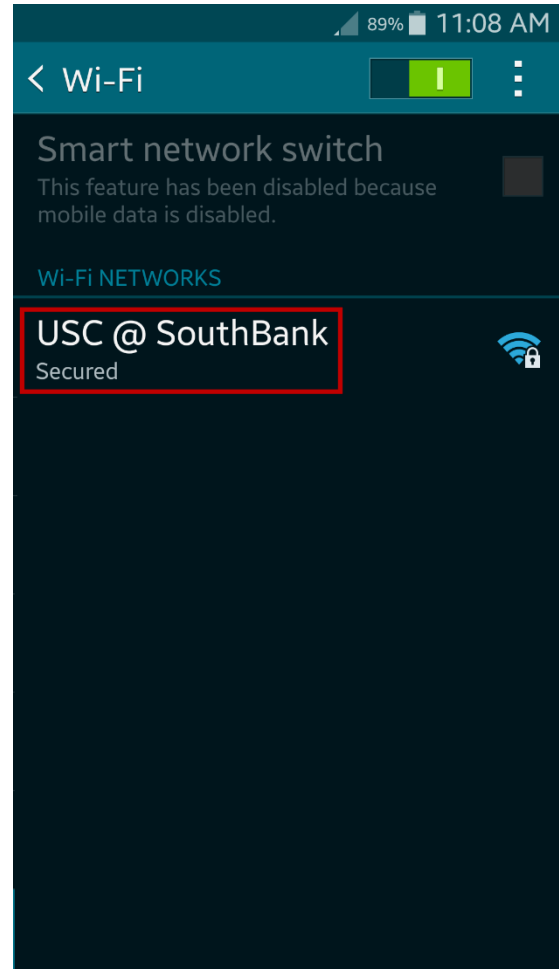 89% 11:08 AM
Wi-Fi
Smart network switch
This feature has been disabled because
mobile data is disabled.
Wi-Fi NETWORKS
USC @ SouthBank
Secured